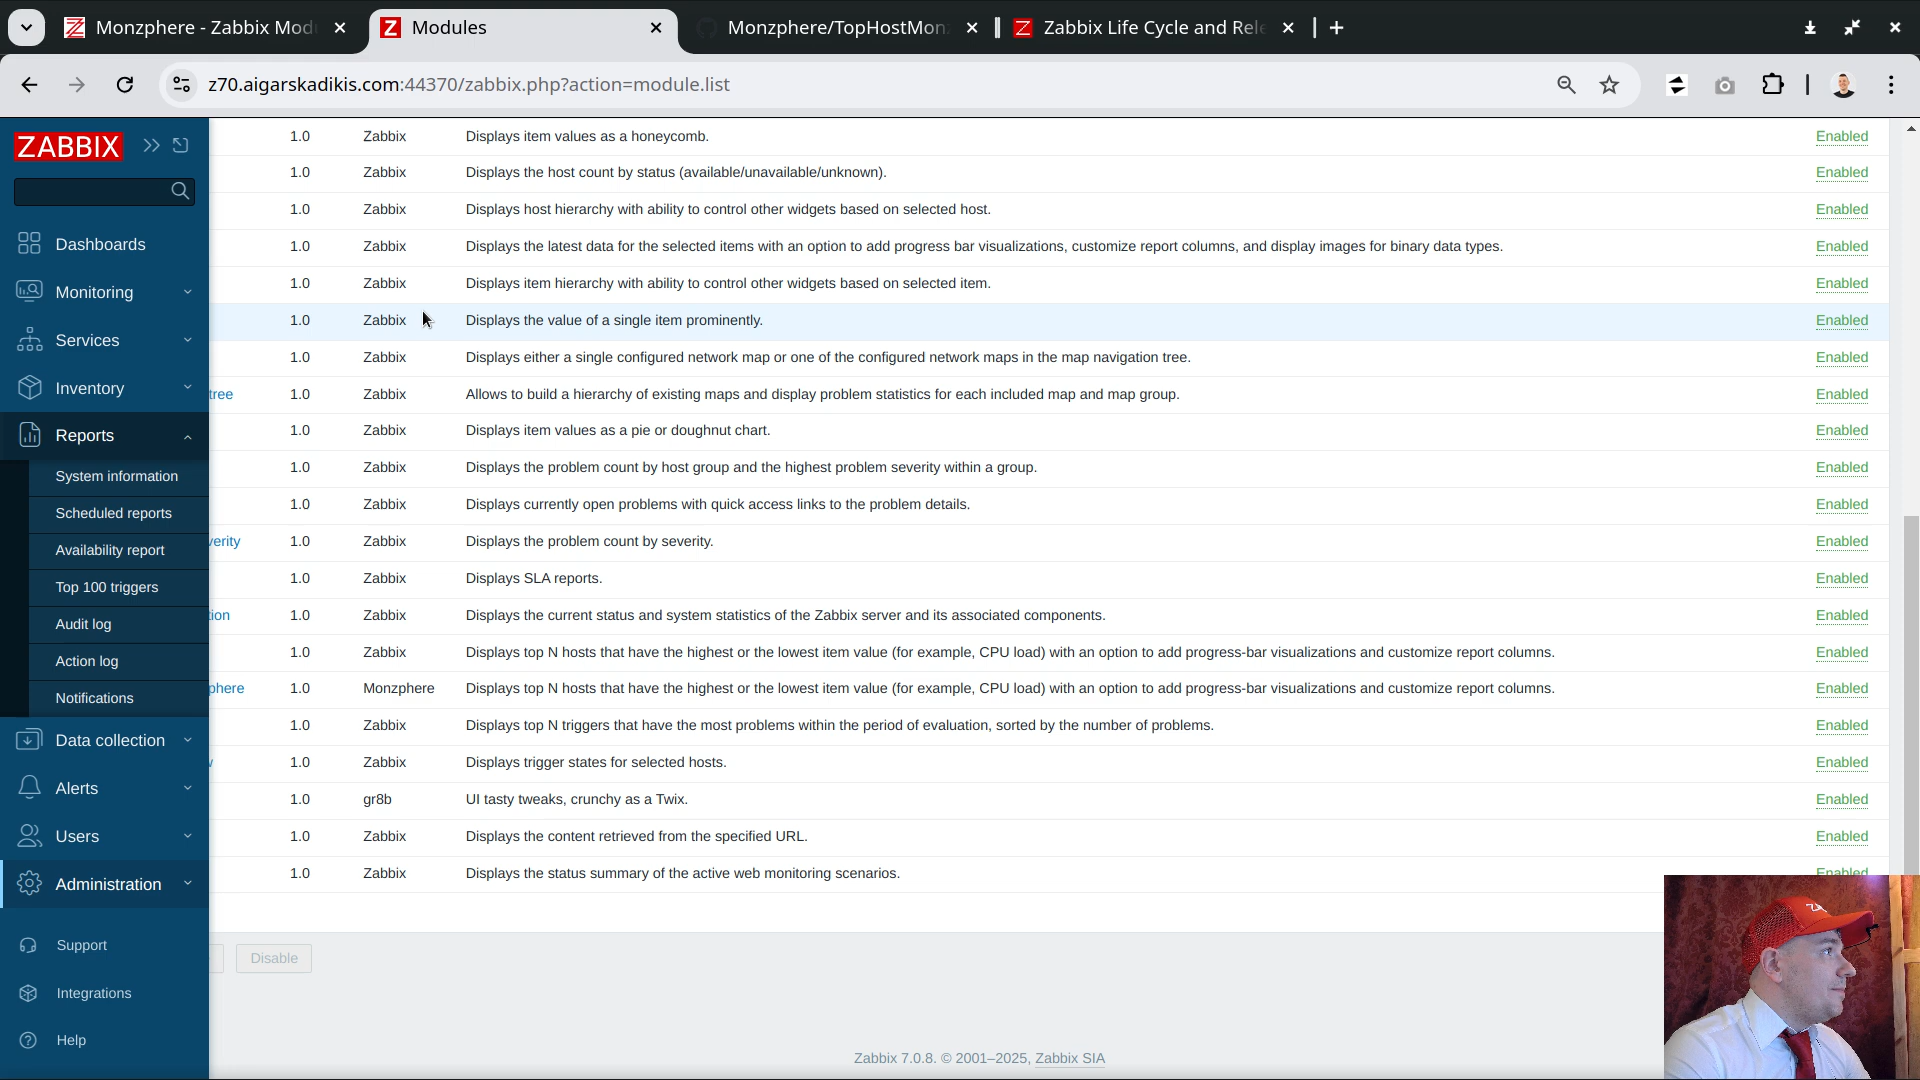 Monzphere - Zabbix Mod
Modules
Monzphere/TopHostMon
Zabbix Life Cycle and Rel
z70.aigarskadikis.com:44370/zabbix.php?action=module.list
ZABBIX
Dashboards
Monitoring
Services
Inventory
Reports
System information
Scheduled reports
Availability report
Top 100 triggers
Audit log
Action log
Notifications
Data collection
Alerts
Users
Administration
Support
Integrations
Help
1.0 Zabbix Displays item values as a honeycomb. Enabled
1.0 Zabbix Displays the host count by status (available/unavailable/unknown). Enabled
1.0 Zabbix Displays host hierarchy with ability to control other widgets based on selected host. Enabled
1.0 Zabbix Displays the latest data for the selected items with an option to add progress bar visualizations, customize report columns, and display images for binary data types. Enabled
1.0 Zabbix Displays item hierarchy with ability to control other widgets based on selected item. Enabled
1.0 Zabbix Displays the value of a single item prominently. Enabled
1.0 Zabbix Displays either a single configured network map or one of the configured network maps in the map navigation tree. Enabled
tree 1.0 Zabbix Allows to build a hierarchy of existing maps and display problem statistics for each included map and map group. Enabled
1.0 Zabbix Displays item values as a pie or doughnut chart. Enabled
1.0 Zabbix Displays the problem count by host group and the highest problem severity within a group. Enabled
1.0 Zabbix Displays currently open problems with quick access links to the problem details. Enabled
verity 1.0 Zabbix Displays the problem count by severity. Enabled
1.0 Zabbix Displays SLA reports. Enabled
tion 1.0 Zabbix Displays the current status and system statistics of the Zabbix server and its associated components. Enabled
1.0 Zabbix Displays top N hosts that have the highest or the lowest item value (for example, CPU load) with an option to add progress-bar visualizations and customize report columns. Enabled
phere 1.0 Monzphere Displays top N hosts that have the highest or the lowest item value (for example, CPU load) with an option to add progress-bar visualizations and customize report columns. Enabled
1.0 Zabbix Displays top N triggers that have the most problems within the period of evaluation, sorted by the number of problems. Enabled
w 1.0 Zabbix Displays trigger states for selected hosts. Enabled
1.0 gr8b UI tasty tweaks, crunchy as a Twix. Enabled
1.0 Zabbix Displays the content retrieved from the specified URL. Enabled
1.0 Zabbix Displays the status summary of the active web monitoring scenarios. Enabled
Disable
Zabbix 7.0.8. © 2001–2025, Zabbix SIA